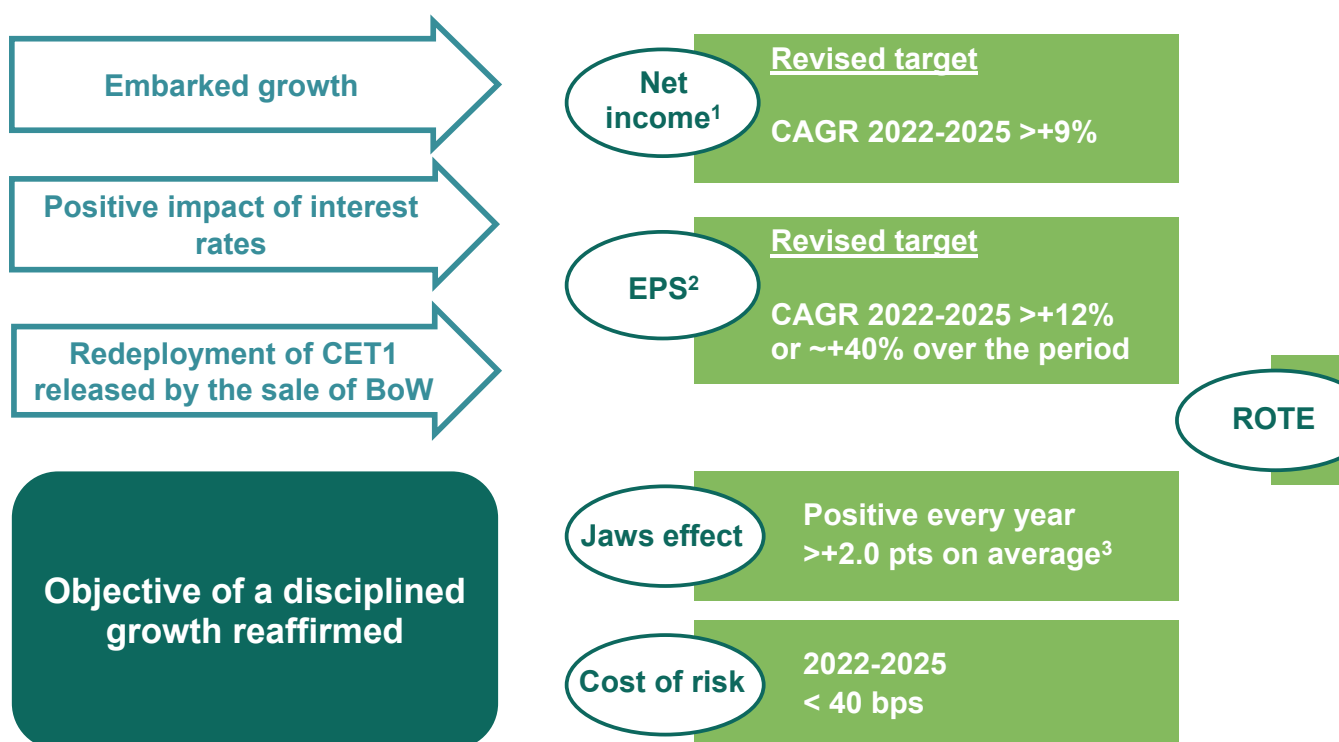 Embarked growth
Positive impact of interest
rates
Redeployment of CET1
released by the sale of BoW
Objective of a disciplined
growth reaffirmed
Net
income¹
Revised target
CAGR 2022-2025 >+9%
EPS²
Revised target
CAGR 2022-2025 >+12%
or ~+40% over the period
Jaws effect
Positive every year
>+2.0 pts on average³
Cost of risk
2022-2025
< 40 bps
ROTE